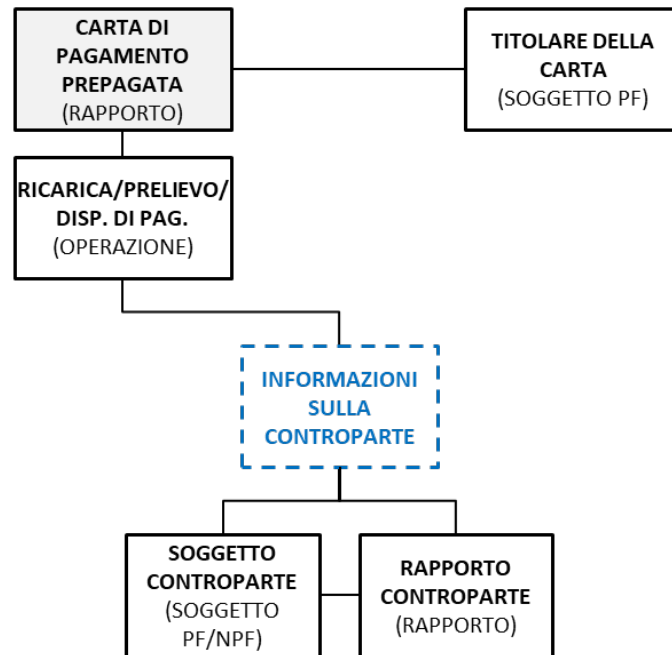 CARTA DI
PAGAMENTO
PREPAGATA
(RAPPORTO)
TITOLARE DELLA
CARTA
(SOGGETTO PF)
RICARICA/PRELIEVO/
DISP. DI PAG.
(OPERAZIONE)
INFORMAZIONI
SULLA
CONTROPARTE
SOGGETTO
CONTROPARTE
(SOGGETTO
PF/NPF)
RAPPORTO
CONTROPARTE
(RAPPORTO)